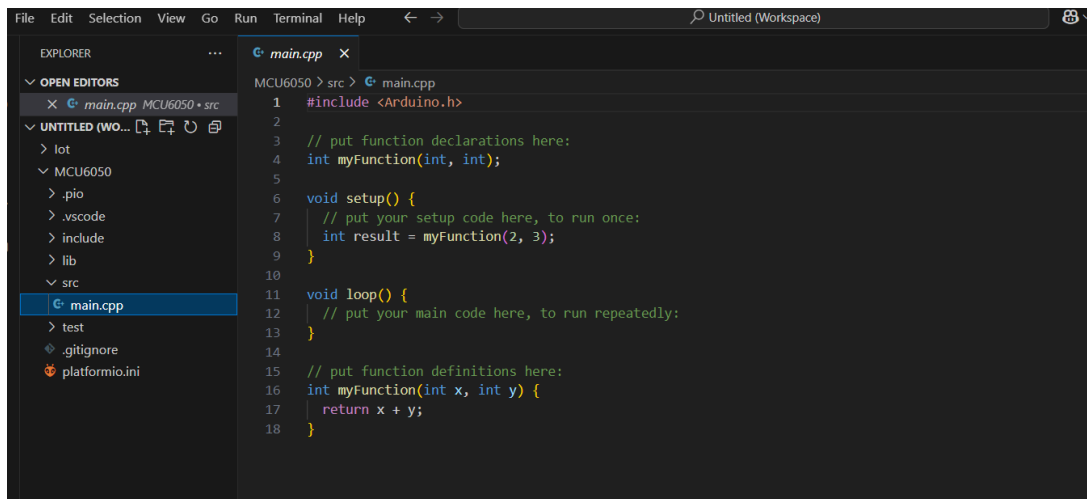 File Edit Selection View Go Run Terminal Help ← → Untitled (Workspace)
EXPLORER ...
OPEN EDITORS
main.cpp MCU6050 • src
UNTITLED (WO...
Iot
MCU6050
.pio
.vscode
include
lib
src
main.cpp
test
.gitignore
platformio.ini
main.cpp
MCU6050 > src > main.cpp
1 #include <Arduino.h>
2
3 // put function declarations here:
4 int myFunction(int, int);
5
6 void setup() {
7   // put your setup code here, to run once:
8   int result = myFunction(2, 3);
9 }
10
11 void loop() {
12   // put your main code here, to run repeatedly:
13 }
14
15 // put function definitions here:
16 int myFunction(int x, int y) {
17   return x + y;
18 }